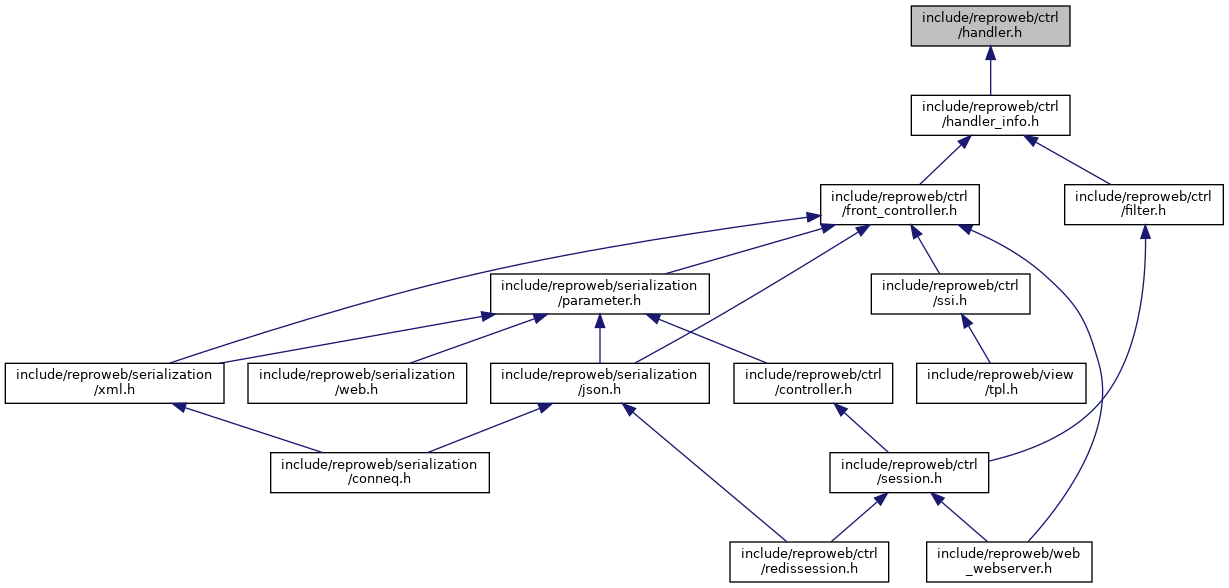 include/reproweb/ctrl
/handler.h
include/reproweb/ctrl
/handler_info.h
include/reproweb/ctrl
/front_controller.h
include/reproweb/ctrl
/filter.h
include/reproweb/serialization
/parameter.h
include/reproweb/ctrl
/ssi.h
include/reproweb/serialization
/xml.h
include/reproweb/serialization
/web.h
include/reproweb/serialization
/json.h
include/reproweb/ctrl
/controller.h
include/reproweb/view
/tpl.h
include/reproweb/serialization
/conneq.h
include/reproweb/ctrl
/session.h
include/reproweb/ctrl
/redissession.h
include/reproweb/web
_webserver.h